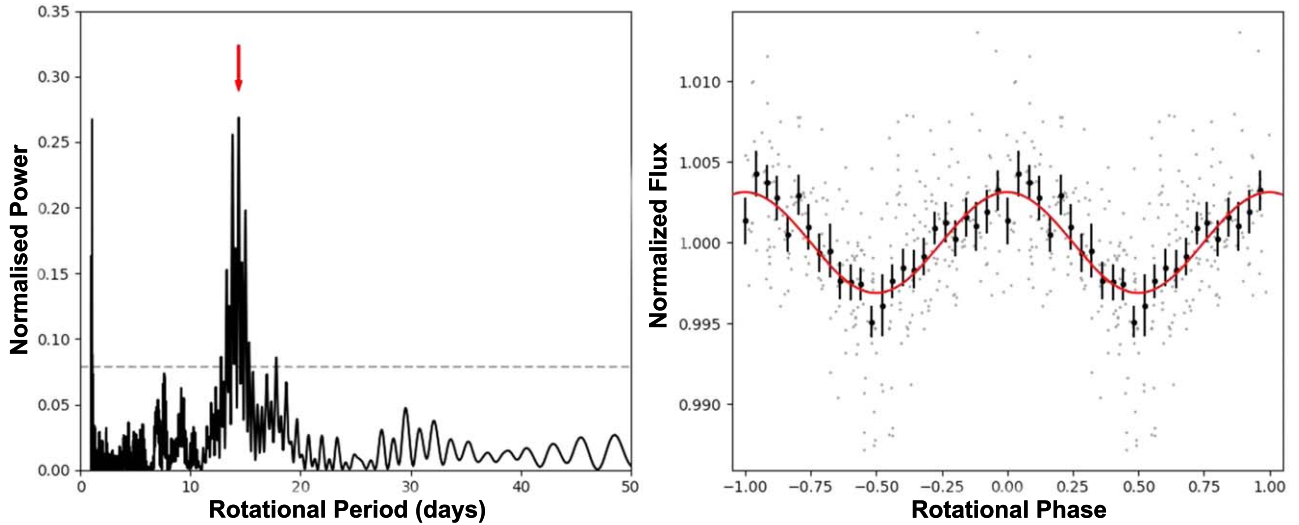 0.35
0.30
0.25
0.20
0.15
0.10
0.05
0.00
Normalised Power
0 10 20 30 40 50
Rotational Period (days)
1.010
1.005
1.000
0.995
0.990
Normalized Flux
−1.00 −0.75 −0.50 −0.25 0.00 0.25 0.50 0.75 1.00
Rotational Phase